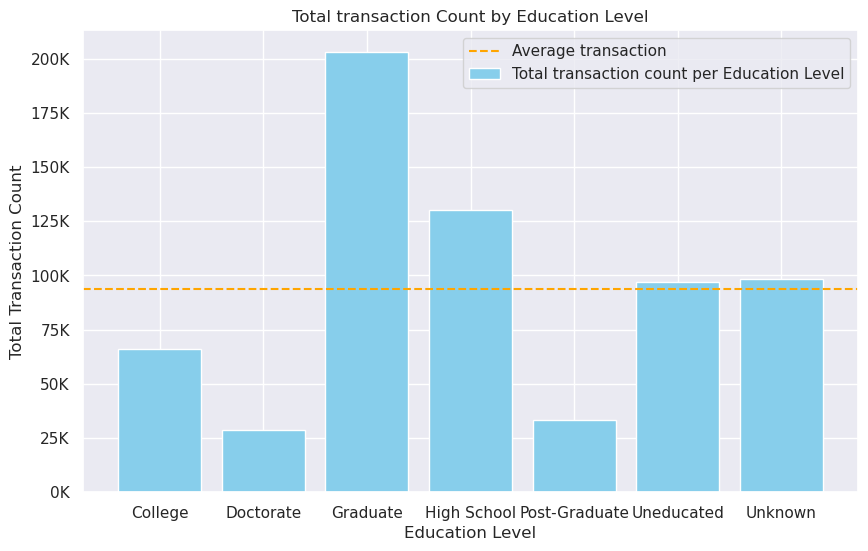 Total transaction Count by Education Level
Average transaction
Total transaction count per Education Level
Total Transaction Count
200K
175K
150K
125K
100K
75K
50K
25K
0K
College Doctorate Graduate High School Post-Graduate Uneducated Unknown
Education Level